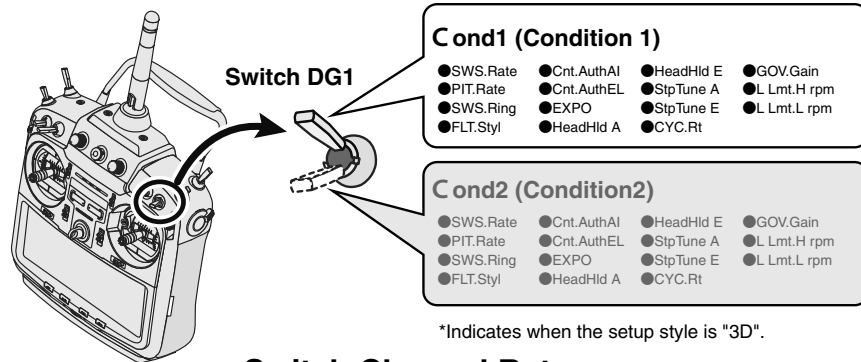 Switch DG1
Cond1 (Condition 1)
●SWS.Rate ●Cnt.AuthAI ●HeadHld E ●GOV.Gain
●PIT.Rate ●Cnt.AuthEL ●StpTune A ●L Lmt.H rpm
●SWS.Ring ●EXPO ●StpTune E ●L Lmt.L rpm
●FLT.Styl ●HeadHld A ●CYC.Rt
Cond2 (Condition2)
●SWS.Rate ●Cnt.AuthAI ●HeadHld E ●GOV.Gain
●PIT.Rate ●Cnt.AuthEL ●StpTune A ●L Lmt.H rpm
●SWS.Ring ●EXPO ●StpTune E ●L Lmt.L rpm
●FLT.Styl ●HeadHld A ●CYC.Rt
*Indicates when the setup style is "3D".